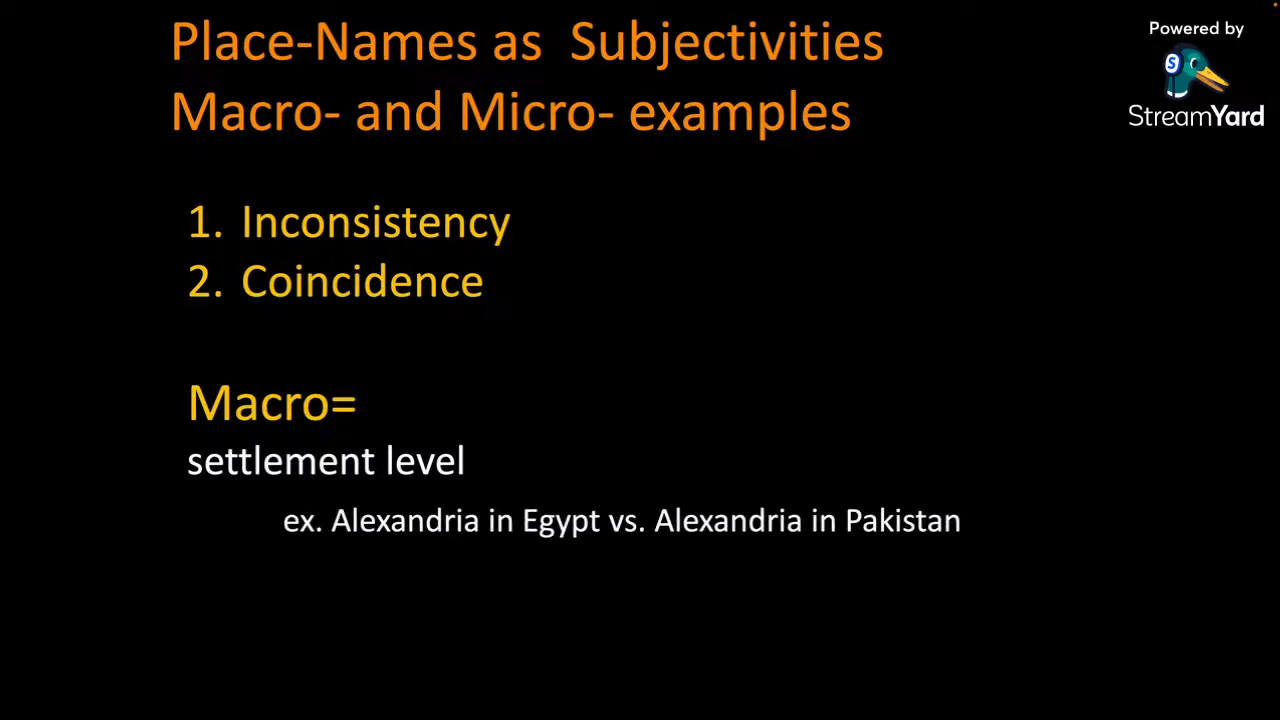 Place-Names as Subjectivities
Macro- and Micro- examples
Powered by
S
StreamYard
1. Inconsistency
2. Coincidence
Macro=
settlement level
ex. Alexandria in Egypt vs. Alexandria in Pakistan